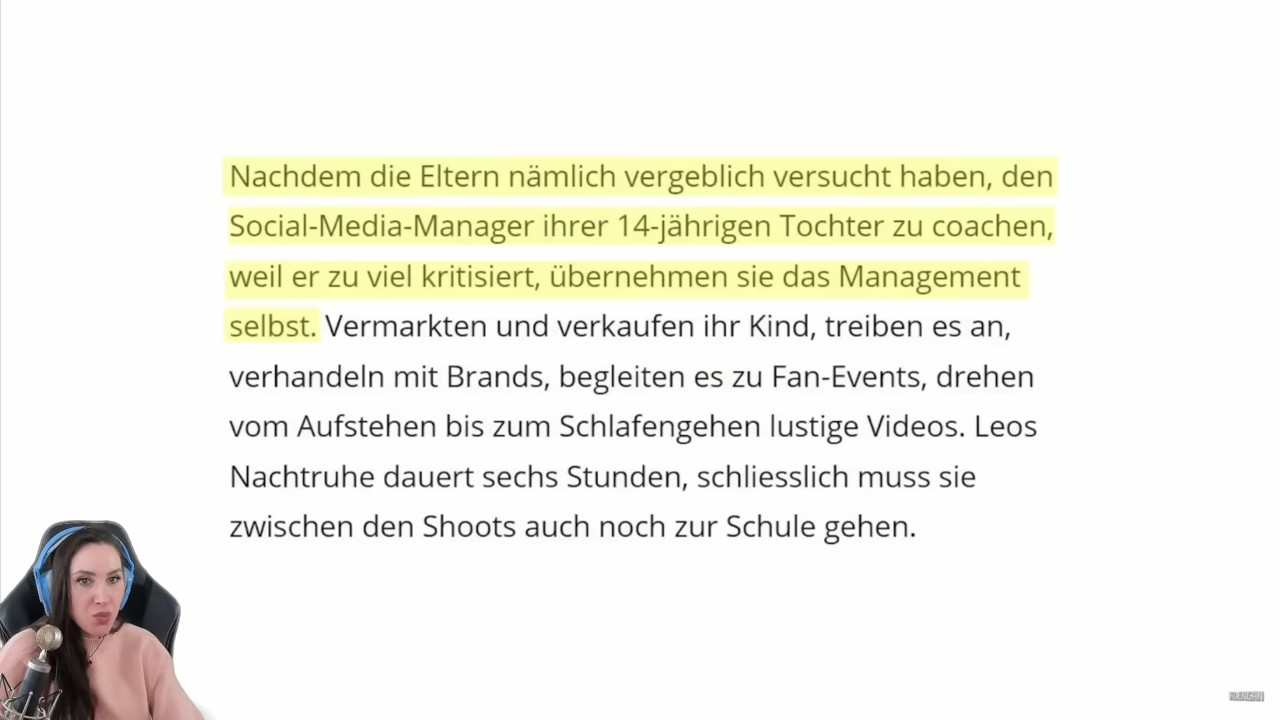 Nachdem die Eltern nämlich vergeblich versucht haben, den
Social-Media-Manager ihrer 14-jährigen Tochter zu coachen,
weil er zu viel kritisiert, übernehmen sie das Management
selbst. Vermarkten und verkaufen ihr Kind, treiben es an,
verhandeln mit Brands, begleiten es zu Fan-Events, drehen
vom Aufstehen bis zum Schlafengehen lustige Videos. Leos
Nachtruhe dauert sechs Stunden, schliesslich muss sie
zwischen den Shoots auch noch zur Schule gehen.